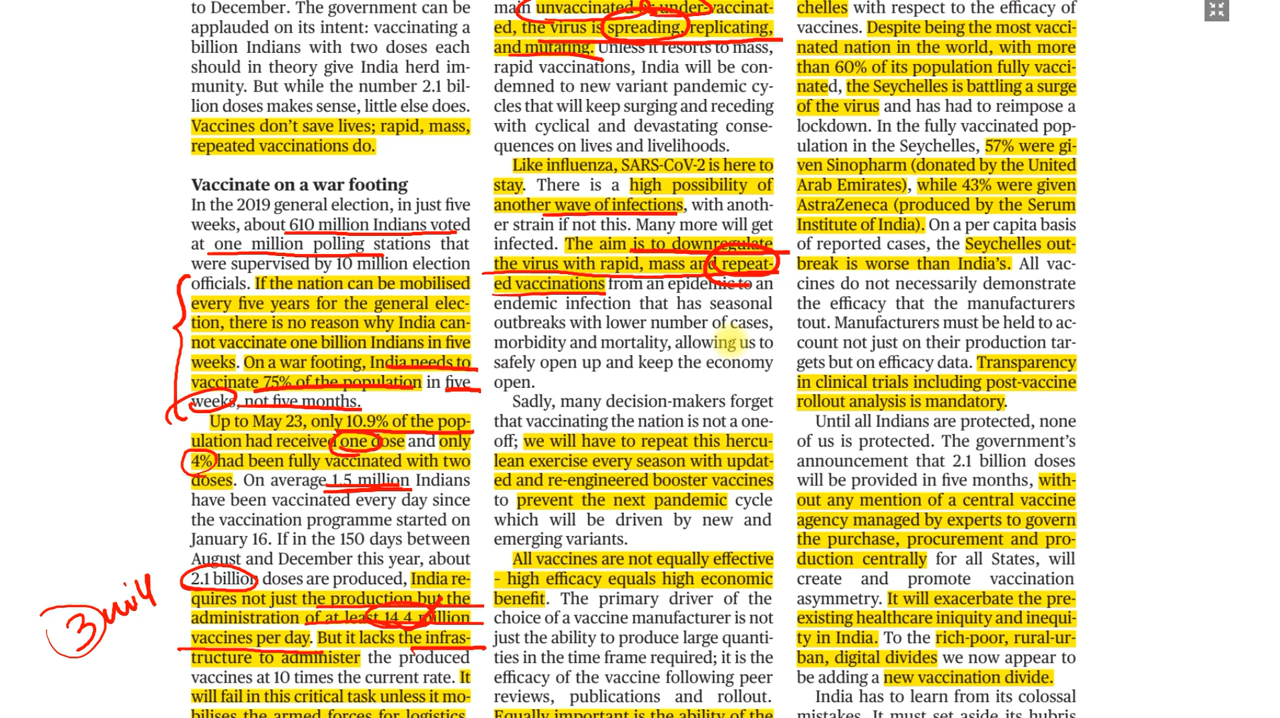 to December. The government can be
applauded on its intent: vaccinating a
billion Indians with two doses each
should in theory give India herd im-
munity. But while the number 2.1 bil-
lion doses makes sense, little else does.
Vaccines don't save lives; rapid, mass,
repeated vaccinations do.
Vaccinate on a war footing
In the 2019 general election, in just five
weeks, about 610 million Indians voted
at one million polling stations that
were supervised by 10 million election
officials. If the nation can be mobilised
every five years for the general elec-
tion, there is no reason why India can-
not vaccinate one billion Indians in five
weeks. On a war footing, India needs to
vaccinate 75% of the population in five
weeks, not five months.
Up to May 23, only 10.9% of the pop-
ulation had received one dose and only
4% had been fully vaccinated with two
doses. On average 1.5 million Indians
have been vaccinated every day since
the vaccination programme started on
January 16. If in the 150 days between
August and December this year, about
2.1 billion doses are produced, India re-
quires not just the production but the
administration of at least 14.4 million
vaccines per day. But it lacks the infras-
tructure to administer the produced
vaccines at 10 times the current rate. It
will fail in this critical task unless it mo-
bilises the armed forces for logistics,
3
main unvaccinated or under-vaccinat-
ed, the virus is spreading, replicating,
and mutating. Unless it resorts to mass,
rapid vaccinations, India will be con-
demned to new variant pandemic cy-
cles that will keep surging and receding
with cyclical and devastating conse-
quences on lives and livelihoods.
Like influenza, SARS-CoV-2 is here to
stay. There is a high possibility of
another wave of infections, with anoth-
er strain if not this. Many more will get
infected. The aim is to downregulate
the virus with rapid, mass and repeat-
ed vaccinations from an epidemic to an
endemic infection that has seasonal
outbreaks with lower number of cases,
morbidity and mortality, allowing us to
safely open up and keep the economy
open.
Sadly, many decision-makers forget
that vaccinating the nation is not a one-
off; we will have to repeat this hercu-
lean exercise every season with updat-
ed and re-engineered booster vaccines
to prevent the next pandemic cycle
which will be driven by new and
emerging variants.
All vaccines are not equally effective
- high efficacy equals high economic
benefit. The primary driver of the
choice of a vaccine manufacturer is not
just the ability to produce large quanti-
ties in the time frame required; it is the
efficacy of the vaccine following peer
reviews, publications and rollout.
Equally important is the ability of the
chelles with respect to the efficacy of
vaccines. Despite being the most vacci-
nated nation in the world, with more
than 60% of its population fully vacci-
nated, the Seychelles is battling a surge
of the virus and has had to reimpose a
lockdown. In the fully vaccinated pop-
ulation in the Seychelles, 57% were gi-
ven Sinopharm (donated by the United
Arab Emirates), while 43% were given
AstraZeneca (produced by the Serum
Institute of India). On a per capita basis
of reported cases, the Seychelles out-
break is worse than India's. All vac-
cines do not necessarily demonstrate
the efficacy that the manufacturers
tout. Manufacturers must be held to ac-
count not just on their production tar-
gets but on efficacy data. Transparency
in clinical trials including post-vaccine
rollout analysis is mandatory.
Until all Indians are protected, none
of us is protected. The government's
announcement that 2.1 billion doses
will be provided in five months, with-
out any mention of a central vaccine
agency managed by experts to govern
the purchase, procurement and pro-
duction centrally for all States, will
create and promote vaccination
asymmetry. It will exacerbate the pre-
existing healthcare iniquity and inequi-
ty in India. To the rich-poor, rural-ur-
ban, digital divides we now appear to
be adding a new vaccination divide.
India has to learn from its colossal
mistakes. It must set aside its hubris